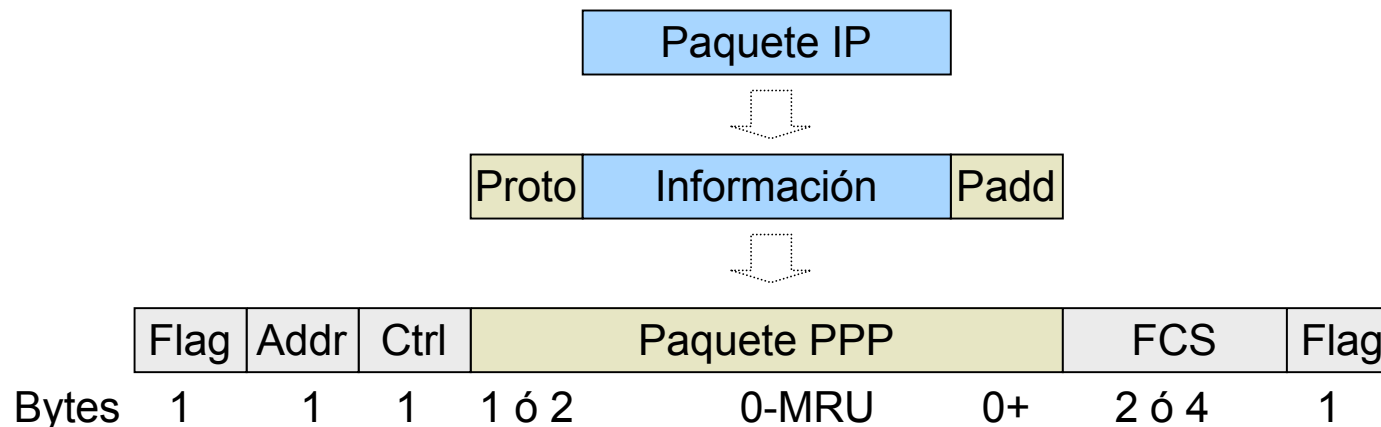 Paquete IP
Proto Información Padd
Flag Addr Ctrl Paquete PPP FCS Flag
Bytes 1 1 1 1 ó 2 0-MRU 0+ 2 ó 4 1